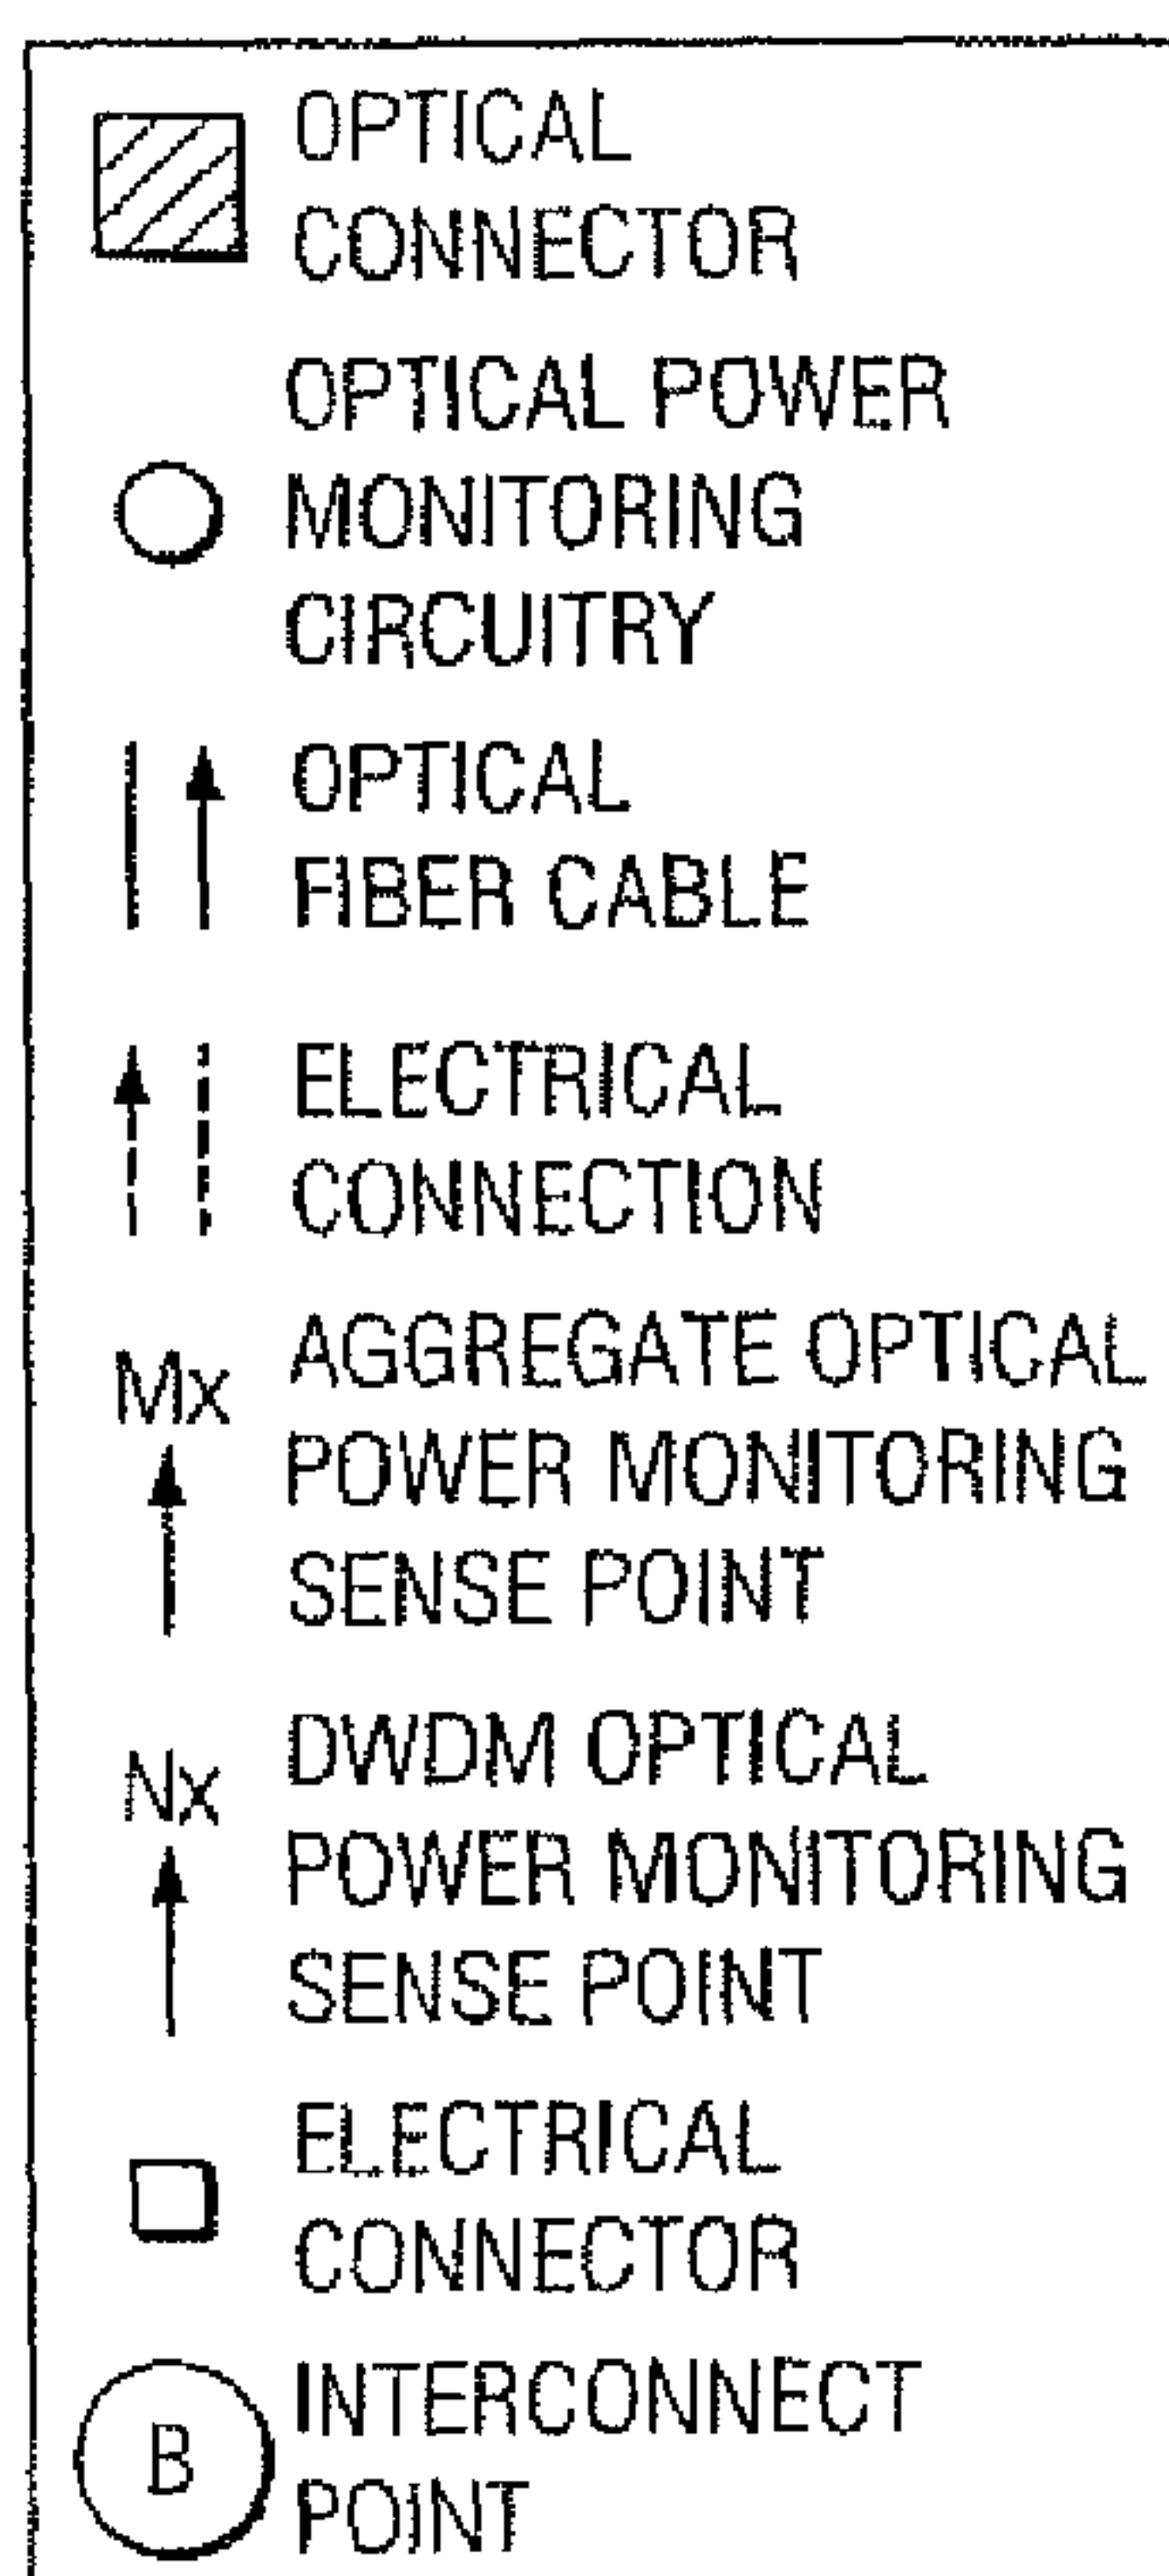 OPTICAL
CONNECTOR
OPTICAL POWER
MONITORING
CIRCUITRY
OPTICAL
FIBER CABLE
ELECTRICAL
CONNECTION
Mx
AGGREGATE OPTICAL
POWER MONITORING
SENSE POINT
Nx
DWDM OPTICAL
POWER MONITORING
SENSE POINT
ELECTRICAL
CONNECTOR
B
INTERCONNECT
POINT